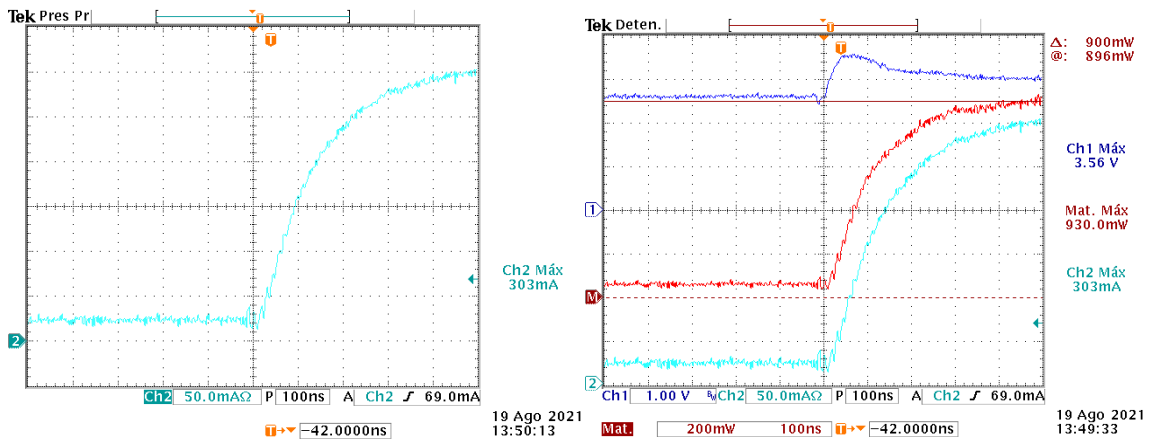 Tek Pres Pr
T
T
2
Ch2 Máx
303mA
Ch2 50.0mAΩ P 100ns A Ch2 69.0mA
19 Ago 2021
13:50:13
T -42.0000ns
Tek Deten.
T
T
Δ: 900mW
@: 896mW
1
Ch1 Máx
3.56 V
Mat. Máx
930.0mW
M
Ch2 Máx
303mA
2
Ch1 1.00 V BW Ch2 50.0mAΩ P 100ns A Ch2 69.0mA
19 Ago 2021
13:49:33
Mat. 200mW 100ns T -42.0000ns